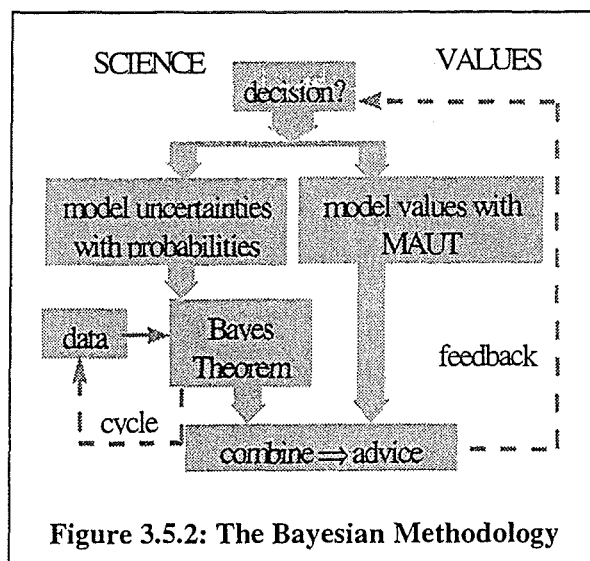 SCIENCE
VALUES
decision?
model uncertainties
with probabilities
model values with
MAUT
data
Bayes
Theorem
feedback
cycle
combine ⇒ advice
Figure 3.5.2: The Bayesian Methodology